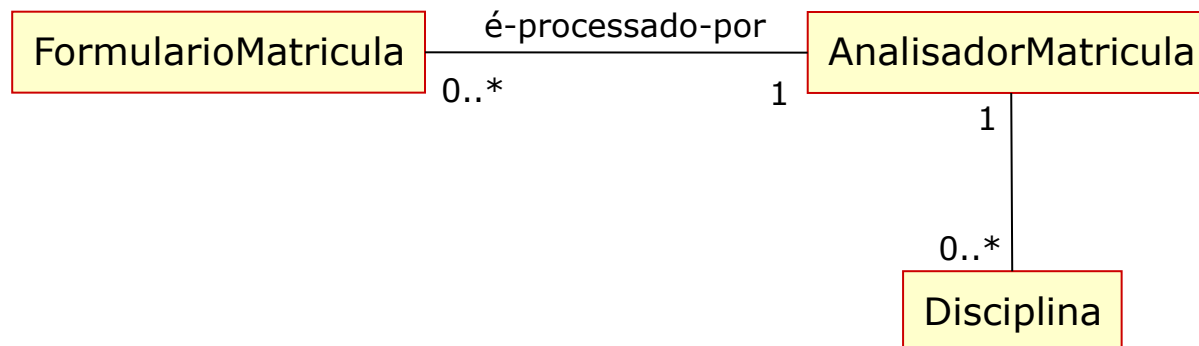 é-processado-por
FormularioMatricula
AnalisadorMatricula
0..*
1
1
0..*
Disciplina